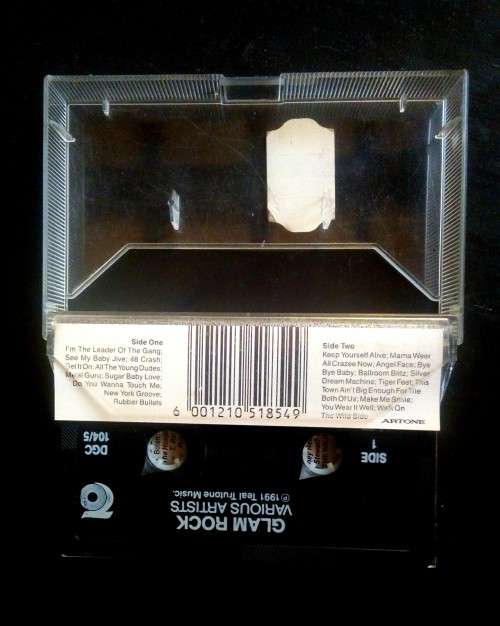 Side One
I'm The Leader Of The Gang;
See My Baby Jive; 48 Crash;
Get It On; All The Young Dudes;
Metal Guru; Sugar Baby Love;
Do You Wanna Touch Me,
New York Groove;
Rubber Bullets
6 001210 518549
Side Two
Keep Yourself Alive; Mama Weer
All Crazee Now; Angel Face; Bye
Bye Baby; Ballroom Blitz; Silver
Dream Machine; Tiger Feet; This
Town Ain't Big Enough For The
Both Of Us; Make Me Smile;
You Wear It Well; Walk On
The Wild Side
ARTONE
GLAM ROCK
VARIOUS ARTISTS
℗ 1991 Teal Trutone Music.
SIDE
1
DGC
104/5